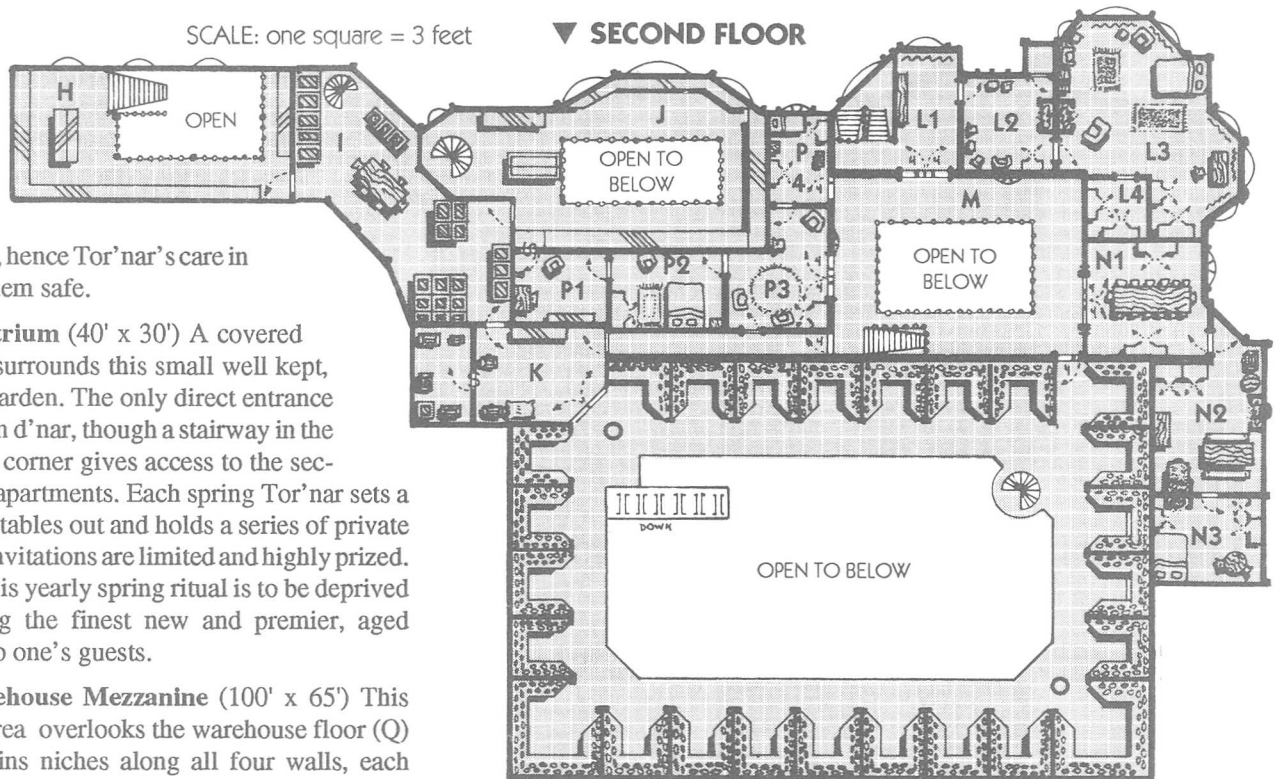 SCALE: one square = 3 feet
▼ SECOND FLOOR
H
OPEN
I
J
OPEN TO
BELOW
P
4
L1
L2
L3
L4
M
OPEN TO
BELOW
N1
S
P1
P2
P3
K
N2
N3
DOWN
OPEN TO BELOW
, hence Tor'nar's care in
em safe.
trium (40' x 30') A covered
surrounds this small well kept,
arden. The only direct entrance
n d'nar, though a stairway in the
corner gives access to the sec-
apartments. Each spring Tor'nar sets a
tables out and holds a series of private
nvitations are limited and highly prized.
is yearly spring ritual is to be deprived
g the finest new and premier, aged
o one's guests.
ehouse Mezzanine (100' x 65') This
rea overlooks the warehouse floor (Q)
ins niches along all four walls, each